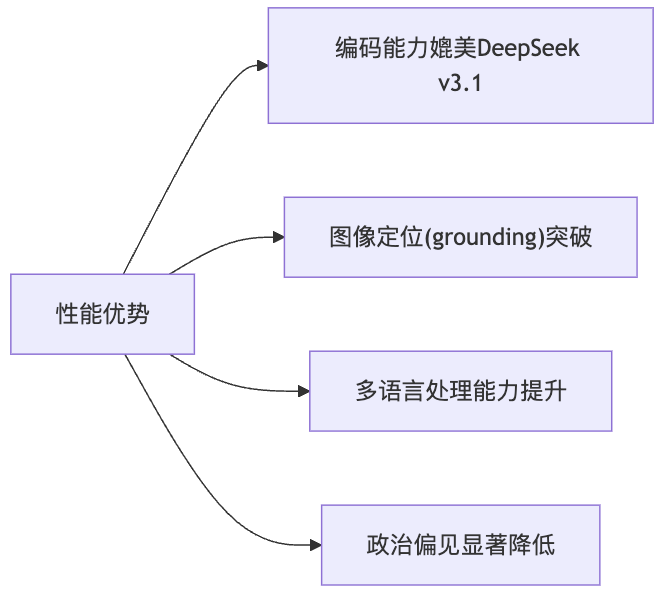 性能优势
编码能力媲美DeepSeek
v3.1
图像定位(grounding)突破
多语言处理能力提升
政治偏见显著降低